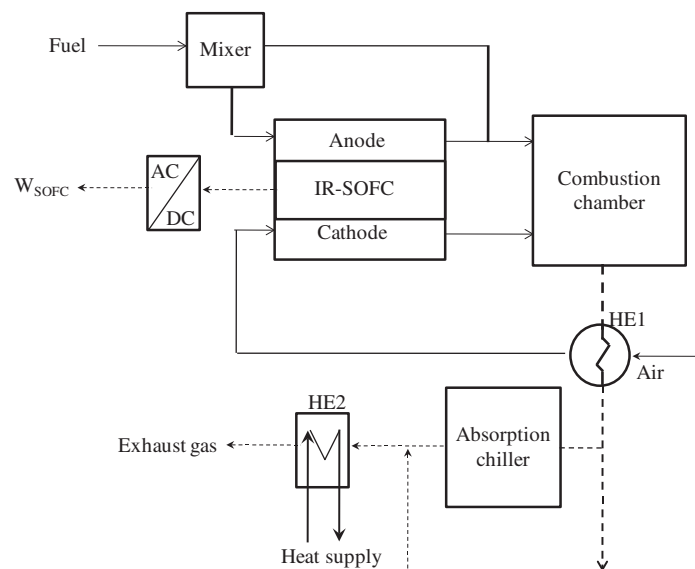 Fuel
Mixer
Anode
IR-SOFC
Cathode
AC
DC
W_SOFC
Combustion
chamber
HE1
Air
HE2
Absorption
chiller
Exhaust gas
Heat supply